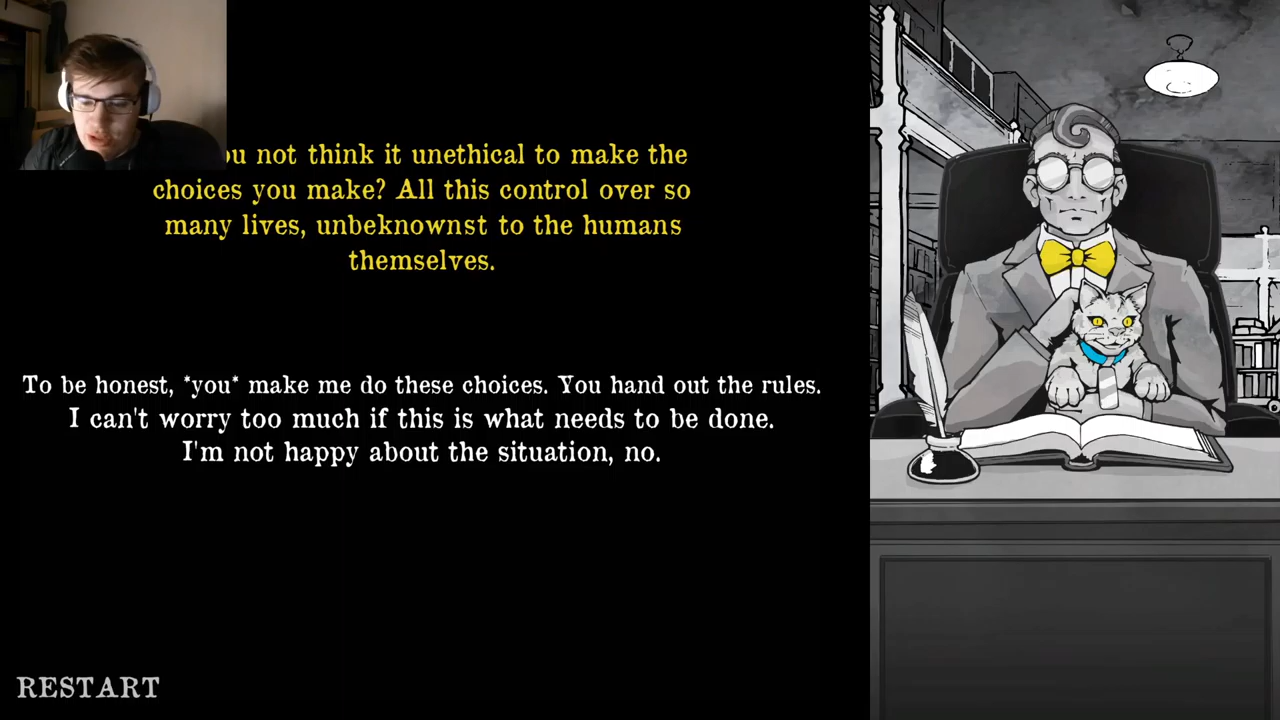 not think it unethical to make the
choices you make? All this control over so
many lives, unbeknownst to the humans
themselves.
To be honest, *you* make me do these choices. You hand out the rules.
I can't worry too much if this is what needs to be done.
I'm not happy about the situation, no.
RESTART